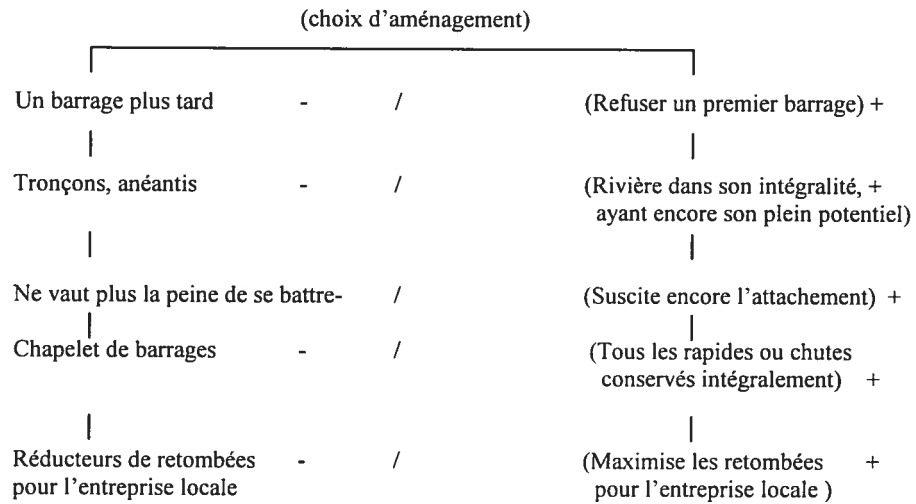 (choix d'aménagement)
Un barrage plus tard - / (Refuser un premier barrage) +
Tronçons, anéantis - / (Rivière dans son intégralité, +
ayant encore son plein potentiel)
Ne vaut plus la peine de se battre- / (Suscite encore l'attachement) +
Chapelet de barrages - / (Tous les rapides ou chutes
conservés intégralement) +
Réducteurs de retombées - / (Maximise les retombées +
pour l'entreprise locale pour l'entreprise locale )